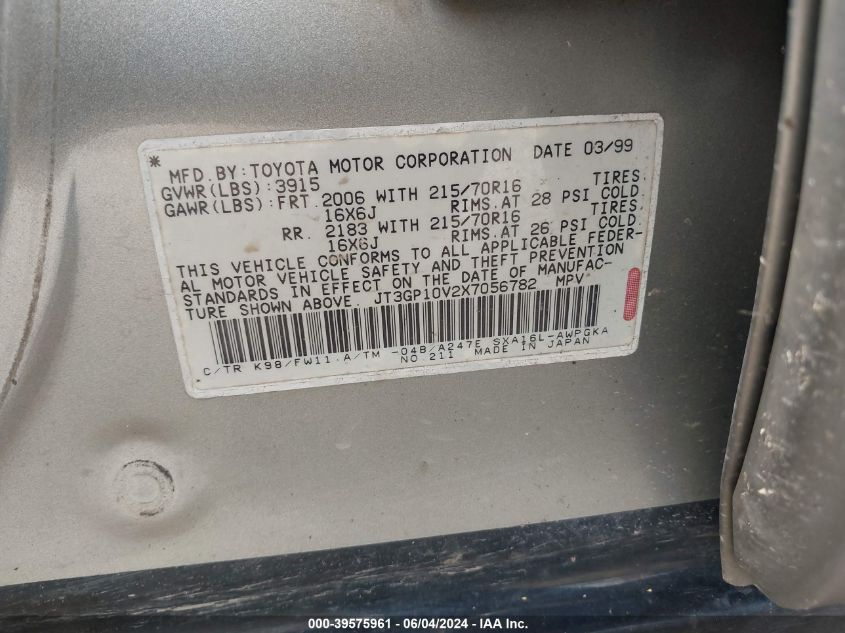 * MFD.BY:TOYOTA MOTOR CORPORATION DATE 03/99
GVWR(LBS):3915
GAWR(LBS):FRT.2006 WITH 215/70R16 TIRES
16X6J RIMS.AT 28 PSI COLD.
RR. 2183 WITH 215/70R16 TIRES.
16X6J RIMS.AT 26 PSI COLD.
THIS VEHICLE CONFORMS TO ALL APPLICABLE FEDER-
AL MOTOR VEHICLE SAFETY AND THEFT PREVENTION
STANDARDS IN EFFECT ON THE DATE OF MANUFAC-
TURE SHOWN ABOVE. JT3GP10V2X7056782 MPV
C/TR K98/FW11.A/TM -04B/A247E SXA16L-AWPGKA
NO.211 MADE IN JAPAN
000-39575961 - 06/04/2024 - IAA Inc.